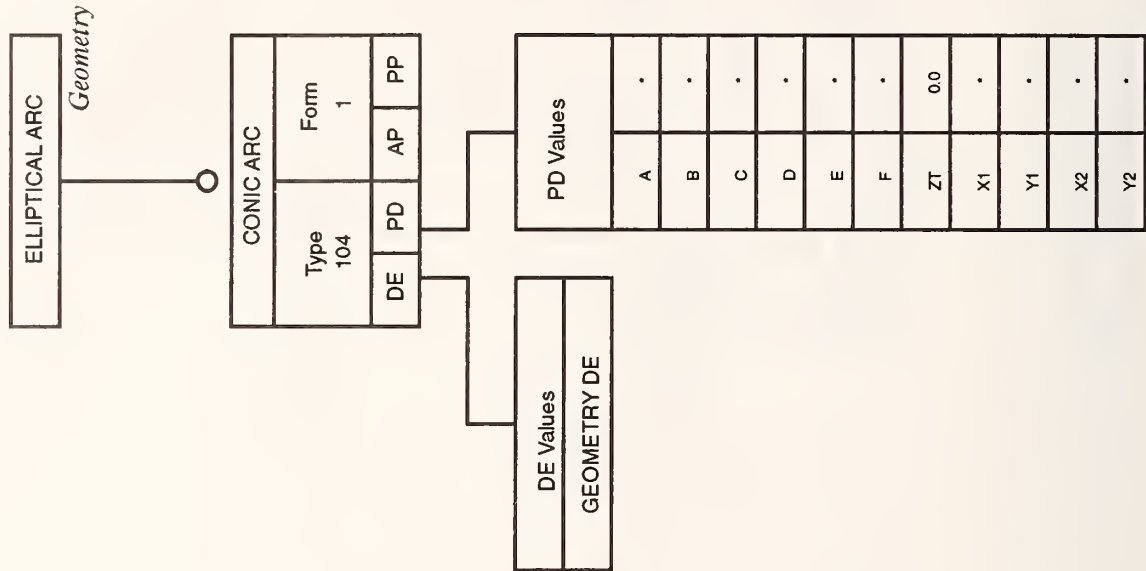 ELLIPTICAL ARC
Geometry
CONIC ARC
Type
104
Form
1
DE
PD
AP
PP
DE Values
GEOMETRY DE
PD Values
A *
B *
C *
D *
E *
F *
ZT 0.0
X1 *
Y1 *
X2 *
Y2 *